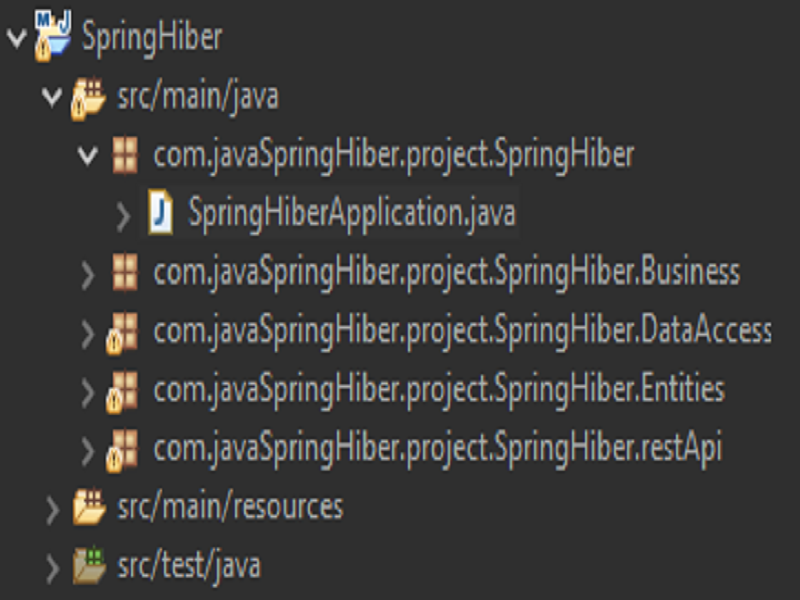 SpringHiber
src/main/java
com.javaSpringHiber.project.SpringHiber
SpringHiberApplication.java
com.javaSpringHiber.project.SpringHiber.Business
com.javaSpringHiber.project.SpringHiber.DataAccess
com.javaSpringHiber.project.SpringHiber.Entities
com.javaSpringHiber.project.SpringHiber.restApi
src/main/resources
src/test/java